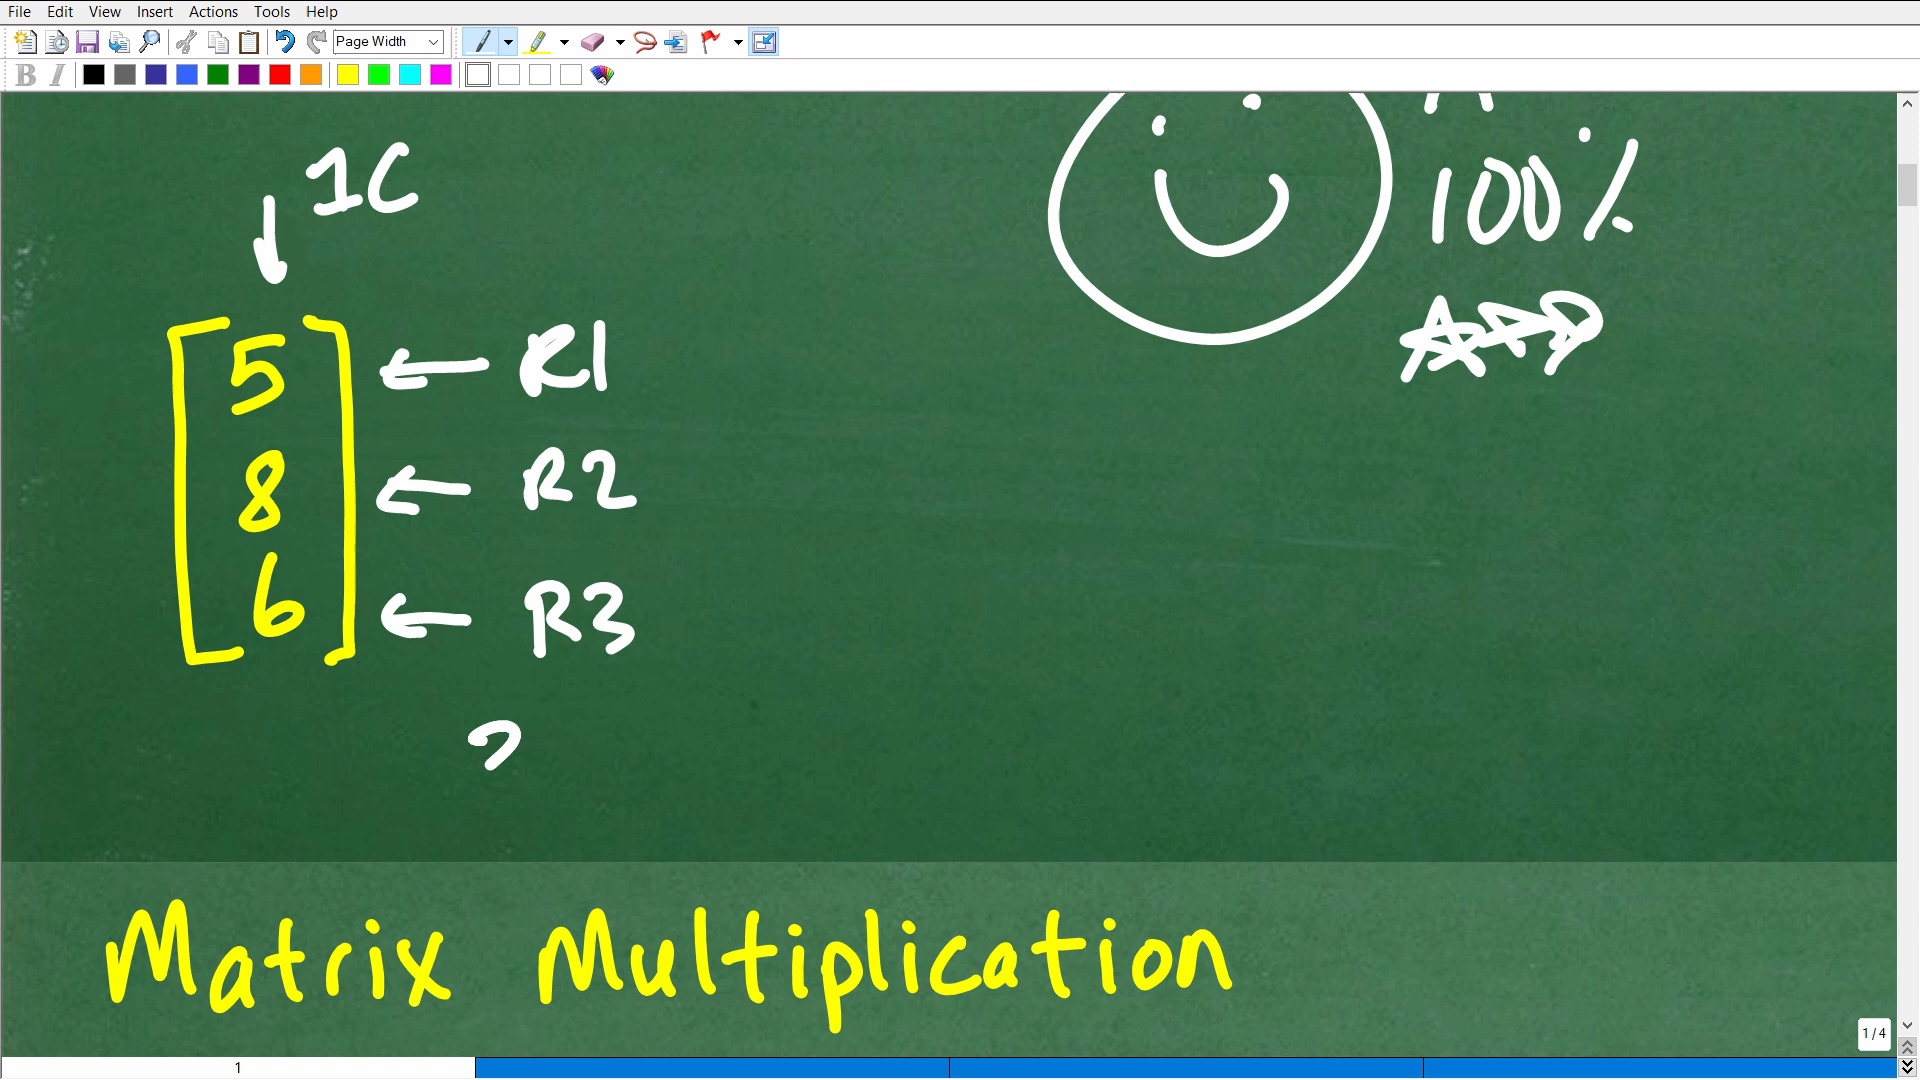 File Edit View Insert Actions Tools Help
Page Width
B I
1C
100%
5 ← R1
8 ← R2
6 ← R3
Matrix Multiplication
1 / 4
1